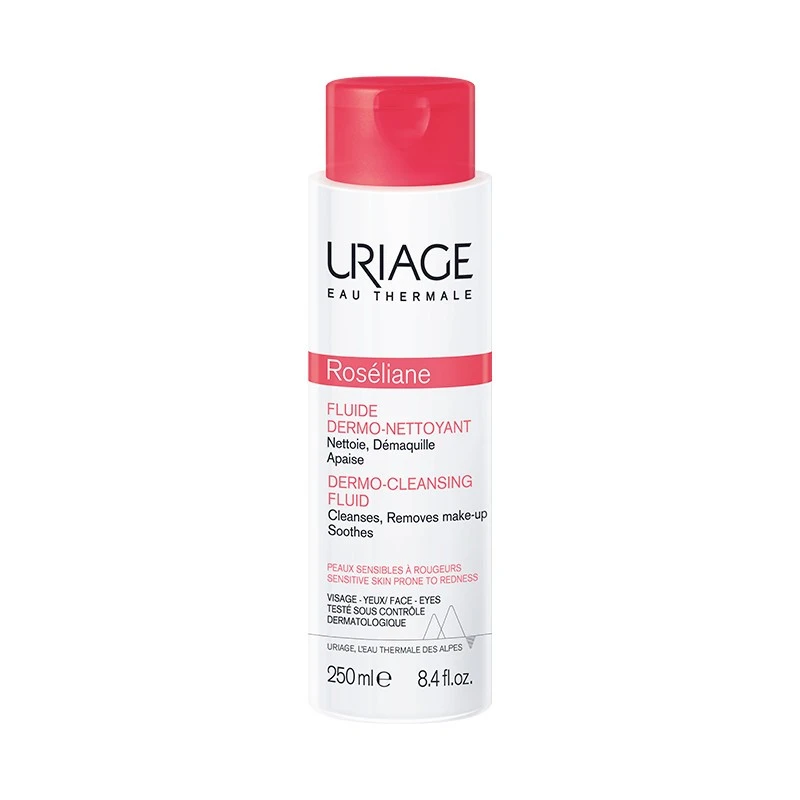 URIAGE
EAU THERMALE
Roséliane
FLUIDE
DERMO-NETTOYANT
Nettoie, Démaquille
Apaise
DERMO-CLEANSING
FLUID
Cleanses, Removes make-up
Soothes
PEAUX SENSIBLES À ROUGEURS
SENSITIVE SKIN PRONE TO REDNESS
VISAGE - YEUX/ FACE - EYES
TESTÉ SOUS CONTRÔLE
DERMATOLOGIQUE
URIAGE, L'EAU THERMALE DES ALPES
250 ml e 8.4 fl.oz.